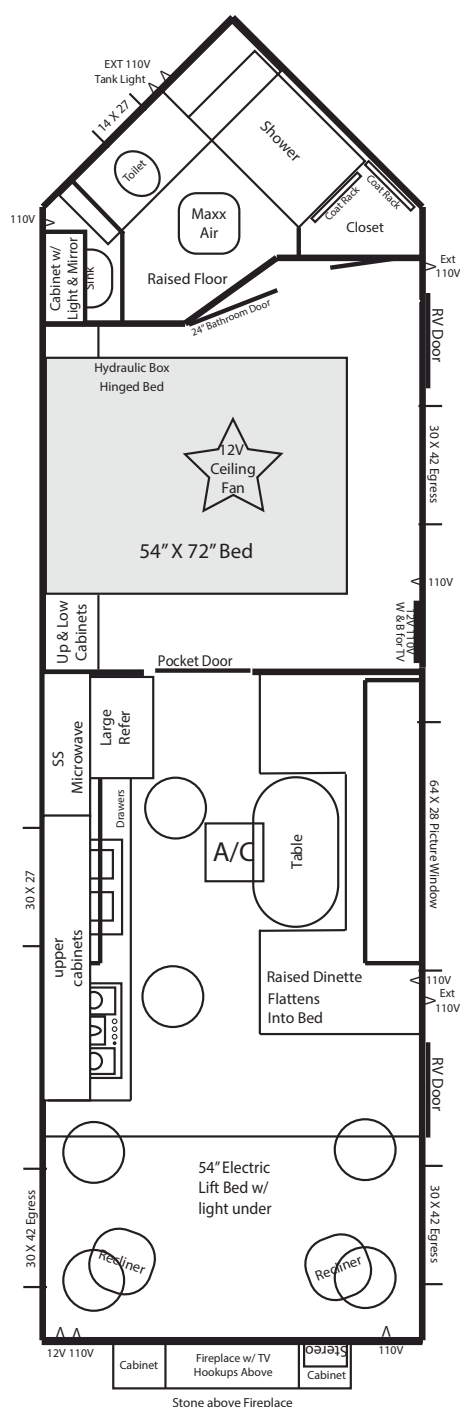 EXT 110V
Tank Light
14 X 27
Toilet
Shower
Coat Rack
Coat Rack
Closet
Maxx
Air
110V
Cabinet w/
Light & Mirror
Sink
Raised Floor
24" Bathroom Door
Ext
110V
RV Door
Hydraulic Box
Hinged Bed
12V
Ceiling
Fan
30 X 42 Egress
54” X 72” Bed
110V
12V 110V
W & B for TV
Up & Low
Cabinets
Pocket Door
SS
Microwave
Large
Refer
Drawers
A/C
Table
64 X 28 Picture Window
30 X 27
upper
cabinets
Raised Dinette
Flattens
Into Bed
110V
Ext
110V
RV Door
54” Electric
Lift Bed w/
light under
30 X 42 Egress
30 X 42 Egress
Recliner
Recliner
12V 110V
110V
Cabinet
Fireplace w/ TV
Hookups Above
Stereo
Cabinet
Stone above Fireplace